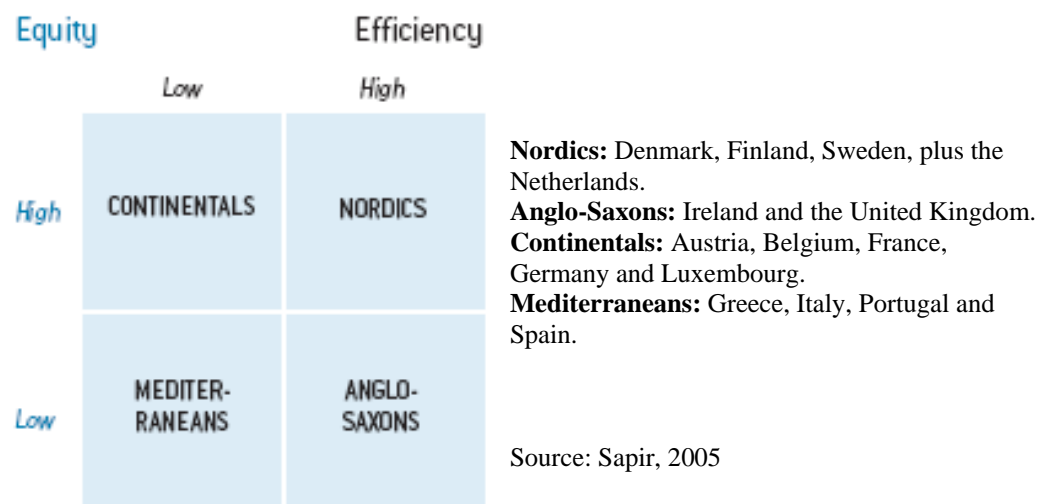 Equity Efficiency
Low High
High CONTINENTALS NORDICS
Low MEDITER- ANGLO-
RANEANS SAXONS
Nordics: Denmark, Finland, Sweden, plus the
Netherlands.
Anglo-Saxons: Ireland and the United Kingdom.
Continentals: Austria, Belgium, France,
Germany and Luxembourg.
Mediterraneans: Greece, Italy, Portugal and
Spain.
Source: Sapir, 2005